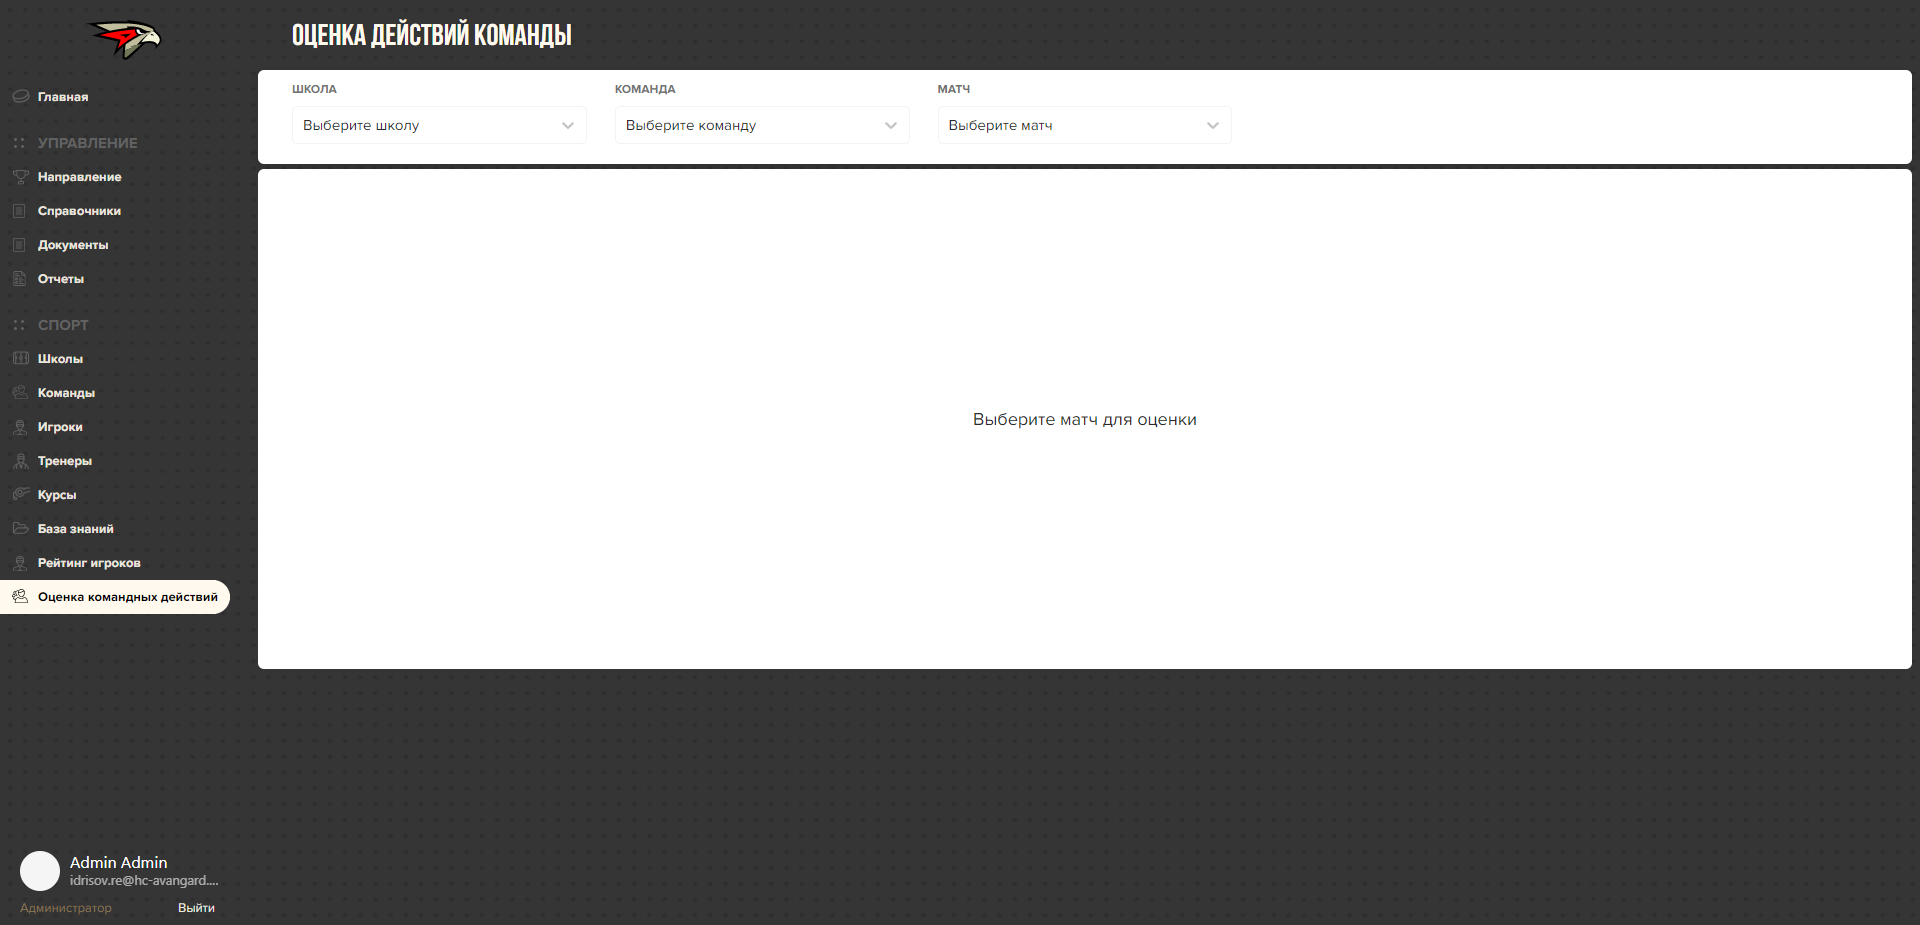 ОЦЕНКА ДЕЙСТВИЙ КОМАНДЫ
Главная
УПРАВЛЕНИЕ
Направление
Справочники
Документы
Отчеты
СПОРТ
Школы
Команды
Игроки
Тренеры
Курсы
База знаний
Рейтинг игроков
Оценка командных действий
Admin Admin
idrisov.re@hc-avangard....
Администратор
Выйти
ШКОЛА
Выберите школу
КОМАНДА
Выберите команду
МАТЧ
Выберите матч
Выберите матч для оценки